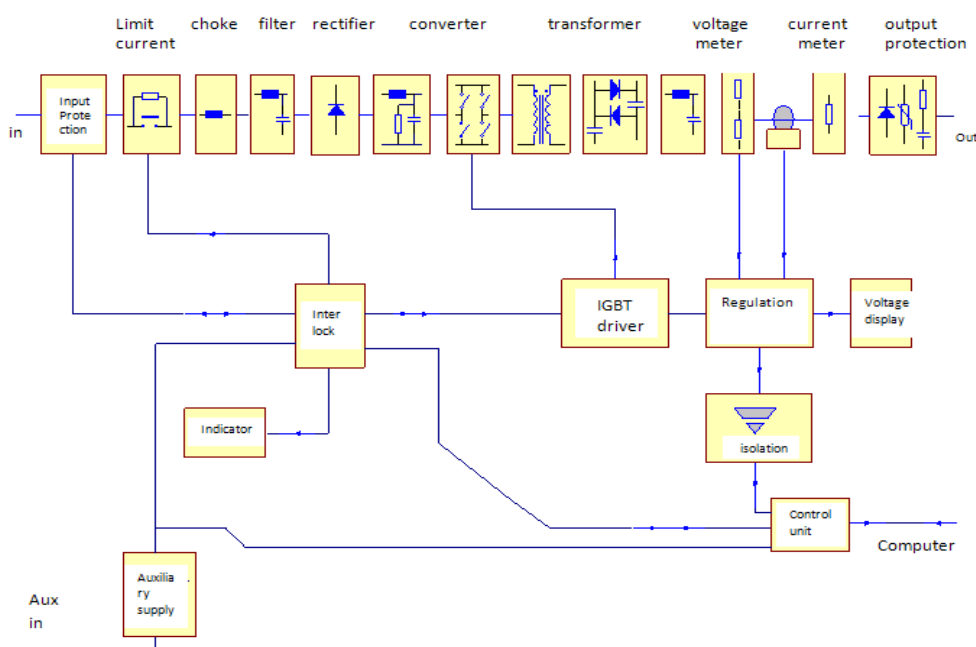 Limit current
choke
filter
rectifier
converter
transformer
voltage meter
current meter
output protection
Input
Prote
ction
in
Out
Inter
lock
IGBT
driver
Regulation
Voltage
display
Indicator
isolation
Control
unit
Computer
Auxilia .
ry
supply
Aux
in